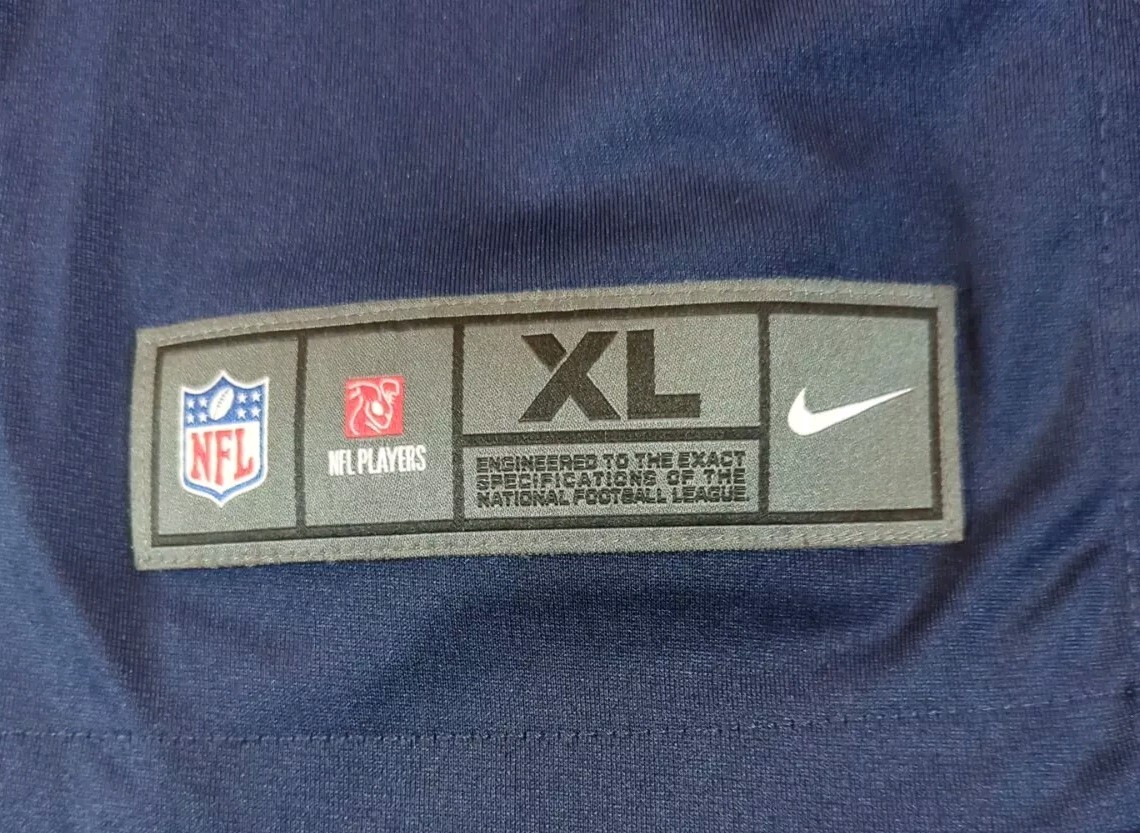 NFL
NFL PLAYERS
XL
ENGINEERED TO THE EXACT
SPECIFICATIONS OF THE
NATIONAL FOOTBALL LEAGUE.